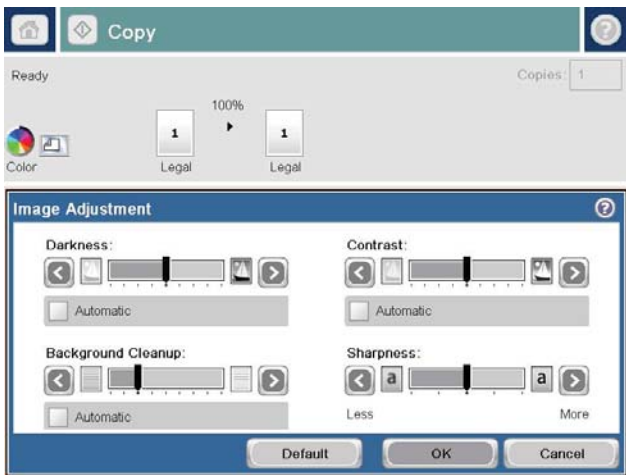 Copy
?
Ready
Copies: 1
100%
1
1
Color
Legal
Legal
Image Adjustment
?
Darkness:
Contrast:
Automatic
Automatic
Background Cleanup:
Sharpness:
a
a
Automatic
Less
More
Default
OK
Cancel